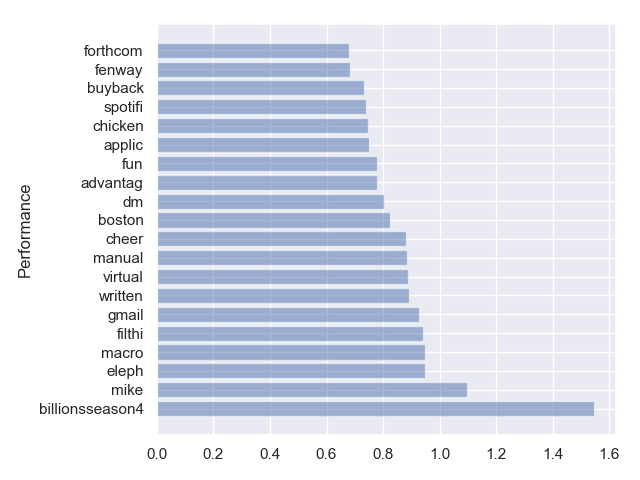 forthcom
fenway
buyback
spotifi
chicken
applic
fun
advantag
dm
boston
cheer
manual
virtual
written
gmail
filthi
macro
eleph
mike
billionsseason4
Performance
0.0 0.2 0.4 0.6 0.8 1.0 1.2 1.4 1.6